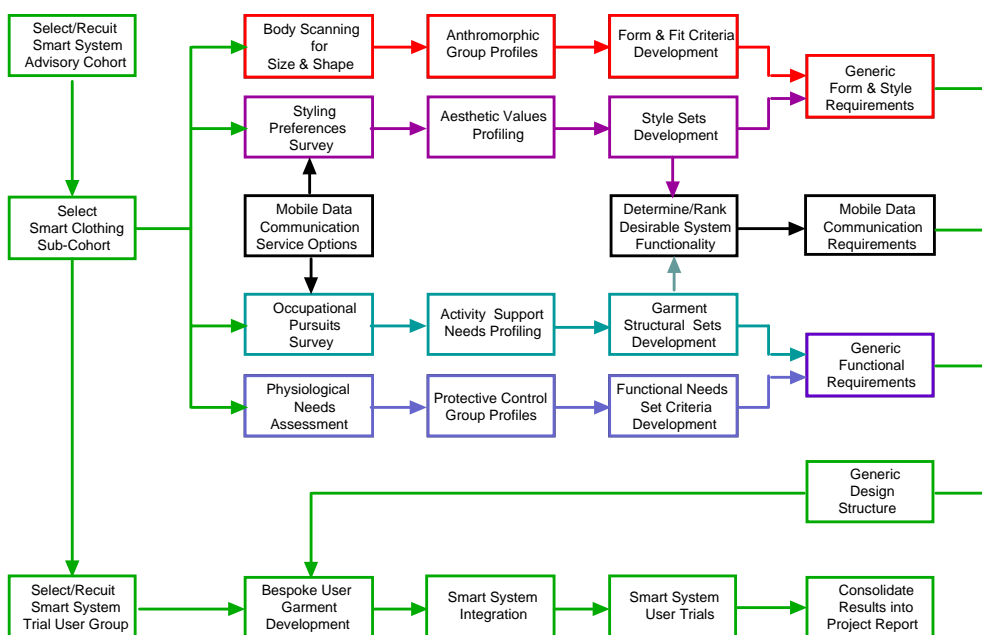 Select/Recuit
Smart System
Advisory Cohort
Body Scanning
for
Size & Shape
Anthromorphic
Group Profiles
Form & Fit Criteria
Development
Generic
Form & Style
Requirements
Styling
Preferences
Survey
Aesthetic Values
Profiling
Style Sets
Development
Select
Smart Clothing
Sub-Cohort
Mobile Data
Communication
Service Options
Determine/Rank
Desirable System
Functionality
Mobile Data
Communication
Requirements
Occupational
Pursuits
Survey
Activity Support
Needs Profiling
Garment
Structural Sets
Development
Generic
Functional
Requirements
Physiological
Needs
Assessment
Protective Control
Group Profiles
Functional Needs
Set Criteria
Development
Generic
Design
Structure
Select/Recuit
Smart System
Trial User Group
Bespoke User
Garment
Development
Smart System
Integration
Smart System
User Trials
Consolidate
Results into
Project Report